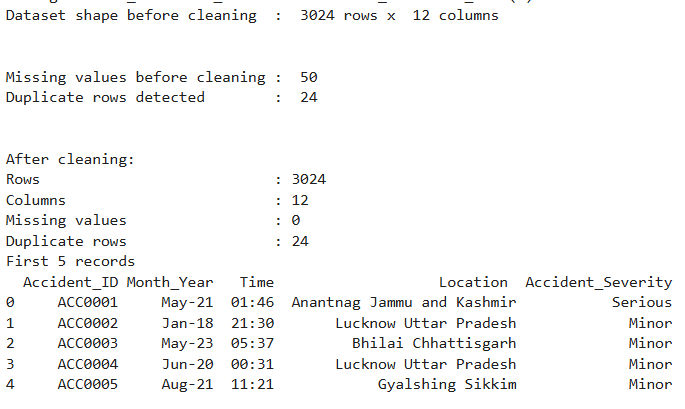 Dataset shape before cleaning  :  3024 rows x  12 columns
Missing values before cleaning :  50
Duplicate rows detected        :  24
After cleaning:
Rows                           : 3024
Columns                        : 12
Missing values                 : 0
Duplicate rows                 : 24
First 5 records
  Accident_ID Month_Year   Time                    Location  Accident_Severity
0     ACC0001     May-21  01:46  Anantnag Jammu and Kashmir            Serious
1     ACC0002     Jan-18  21:30       Lucknow Uttar Pradesh              Minor
2     ACC0003     May-23  05:37         Bhilai Chhattisgarh              Minor
3     ACC0004     Jun-20  00:31       Lucknow Uttar Pradesh              Minor
4     ACC0005     Aug-21  11:21            Gyalshing Sikkim              Minor